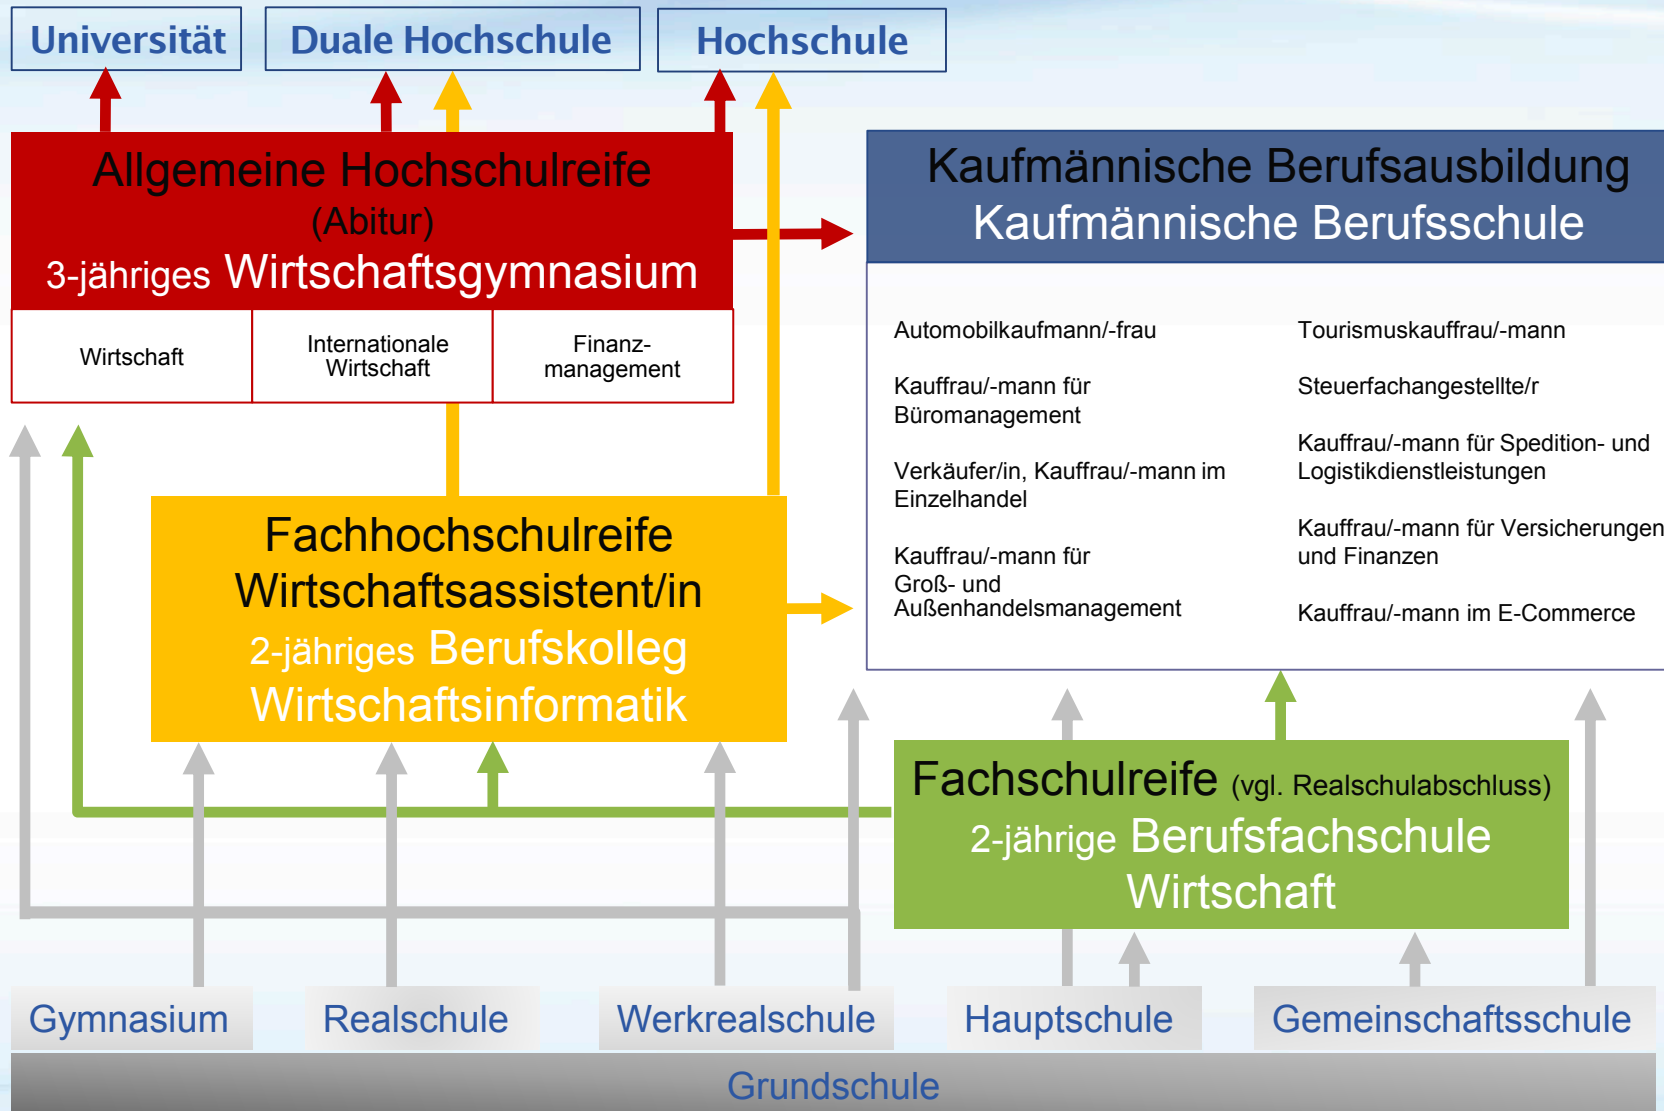 Universität
Duale Hochschule
Hochschule
Allgemeine Hochschulreife
(Abitur)
3-jähriges Wirtschaftsgymnasium
Wirtschaft
Internationale
Wirtschaft
Finanz-
management
Kaufmännische Berufsausbildung
Kaufmännische Berufsschule
Automobilkaufmann/-frau
Kauffrau/-mann für
Büromanagement
Verkäufer/in, Kauffrau/-mann im
Einzelhandel
Kauffrau/-mann für
Groß- und
Außenhandelsmanagement
Tourismuskauffrau/-mann
Steuerfachangestellte/r
Kauffrau/-mann für Spedition- und
Logistikdienstleistungen
Kauffrau/-mann für Versicherungen
und Finanzen
Kauffrau/-mann im E-Commerce
Fachhochschulreife
Wirtschaftsassistent/in
2-jähriges Berufskolleg
Wirtschaftsinformatik
Fachschulreife (vgl. Realschulabschluss)
2-jährige Berufsfachschule
Wirtschaft
Gymnasium
Realschule
Werkrealschule
Hauptschule
Gemeinschaftsschule
Grundschule